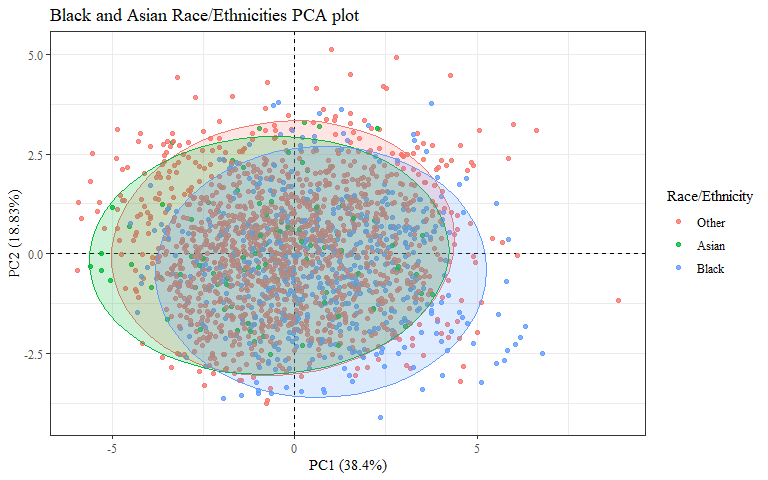 Black and Asian Race/Ethnicities PCA plot
5.0
2.5
0.0
-2.5
PC2 (18.83%)
-5
0
5
PC1 (38.4%)
Race/Ethnicity
Other
Asian
Black